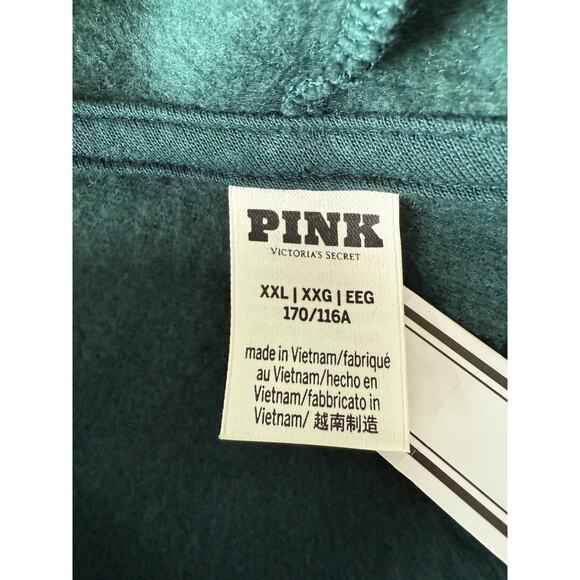 PINK
VICTORIA'S SECRET
XXL | XXG | EEG
170/116A
made in Vietnam/fabriqué
au Vietnam/hecho en
Vietnam/fabbricato in
Vietnam/ 越南制造